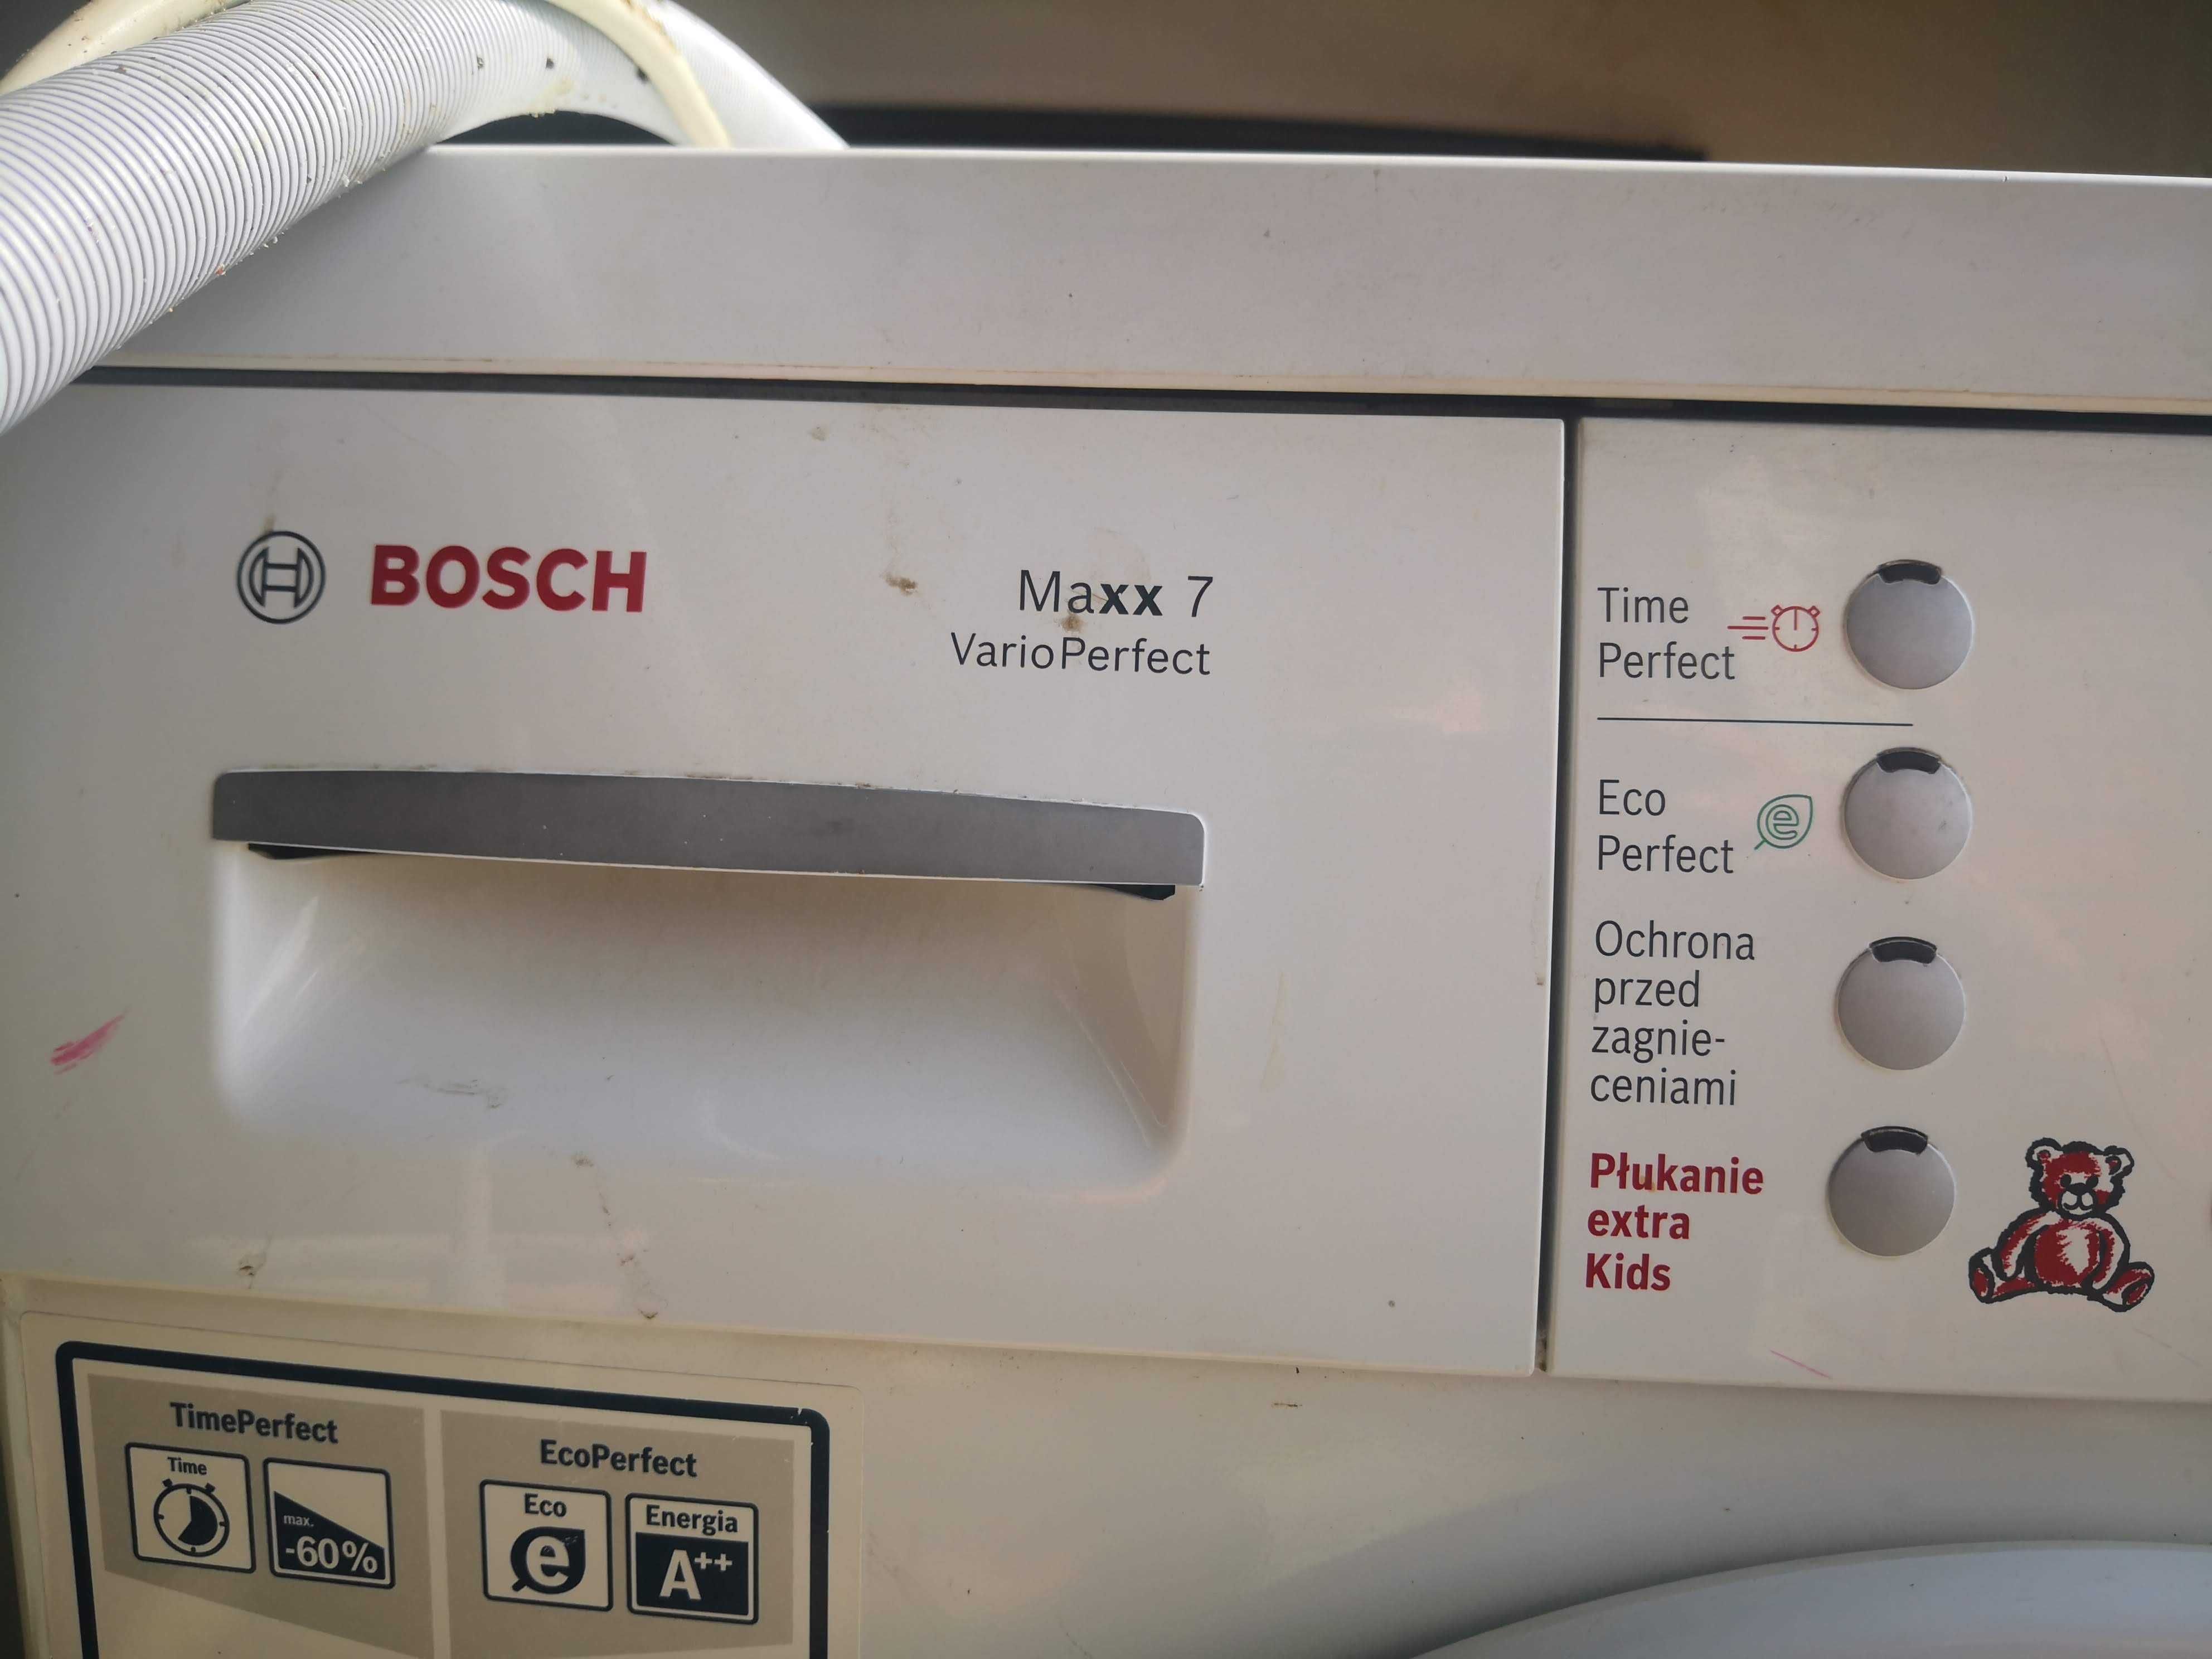 BOSCH
Maxx 7
VarioPerfect
Time
Perfect
Eco
Perfect
e
Ochrona
przed
zagnie-
ceniami
Płukanie
extra
Kids
TimePerfect
Time
max.
-60%
EcoPerfect
Eco
e
Energia
A++